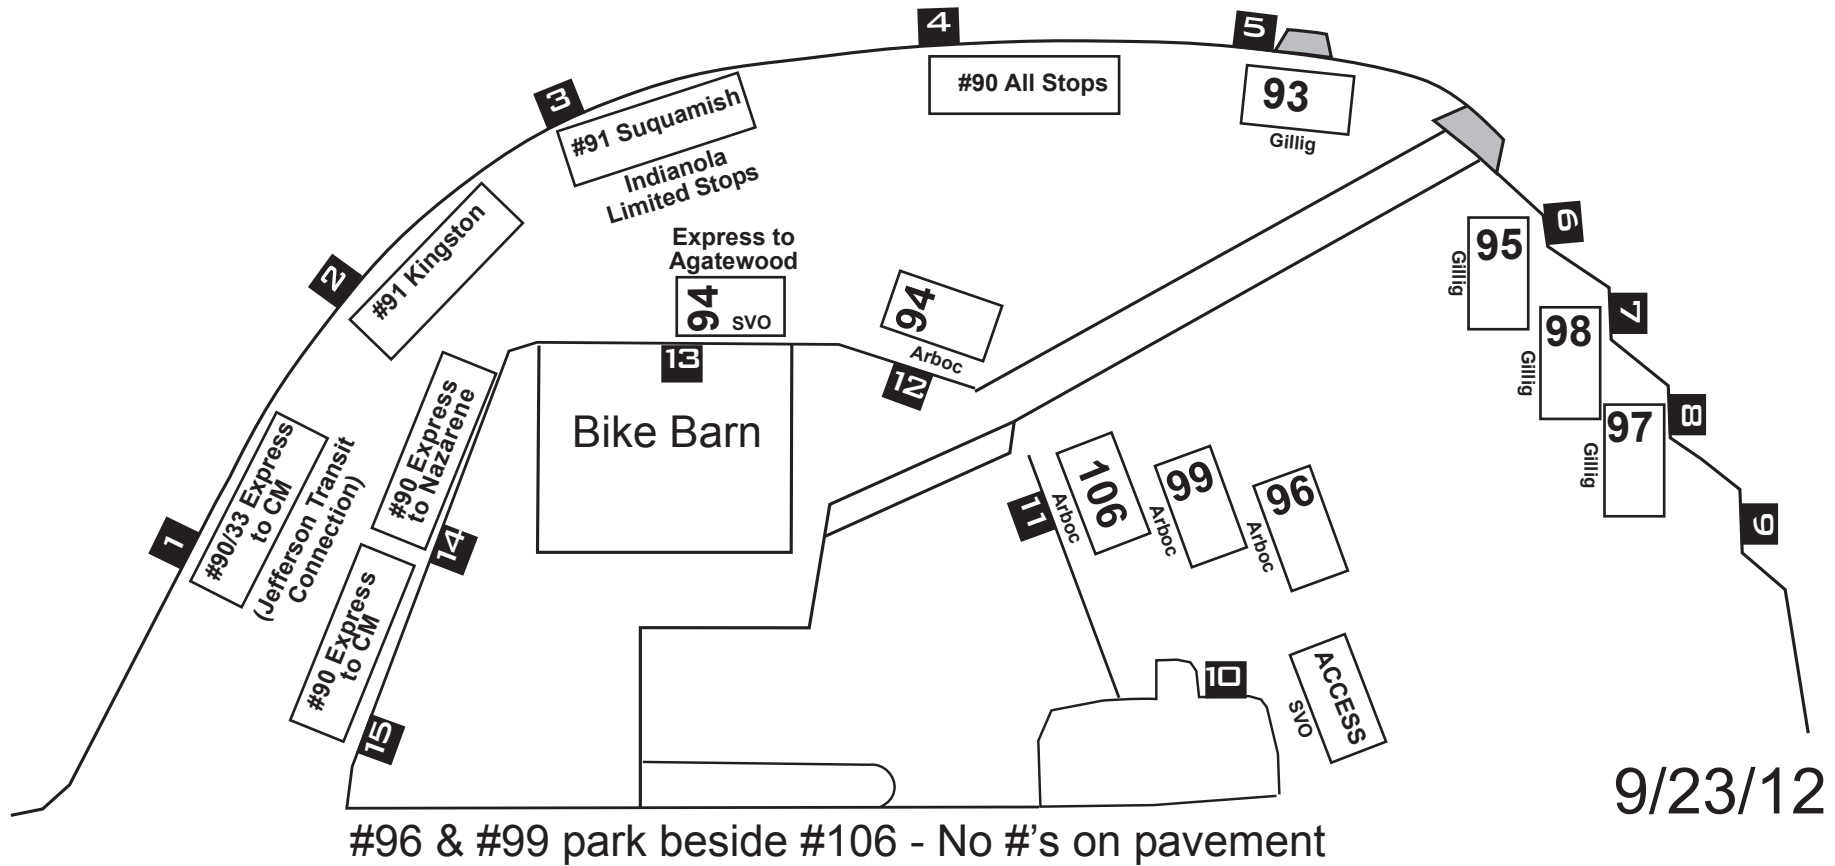 4
#90 All Stops
5
93
Gillig
3
#91 Suquamish
Indianola
Limited Stops
2
#91 Kingston
Express to
Agatewood
94
SVO
13
94
Arboc
12
6
95
Gillig
7
98
Gillig
8
97
Gillig
9
1
#90/33 Express
to CM
(Jefferson Transit
Connection)
#90 Express
to Nazarene
14
#90 Express
to CM
15
Bike Barn
11
106
Arboc
99
Arboc
96
Arboc
10
ACCESS
SVO
9/23/12
#96 & #99 park beside #106 - No #’s on pavement